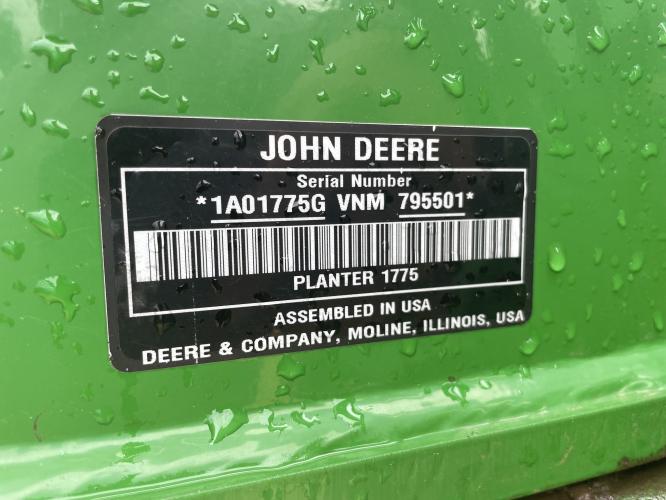 JOHN DEERE
Serial Number
*1A01775G VNM 795501*
PLANTER 1775
ASSEMBLED IN USA
DEERE & COMPANY, MOLINE, ILLINOIS, USA